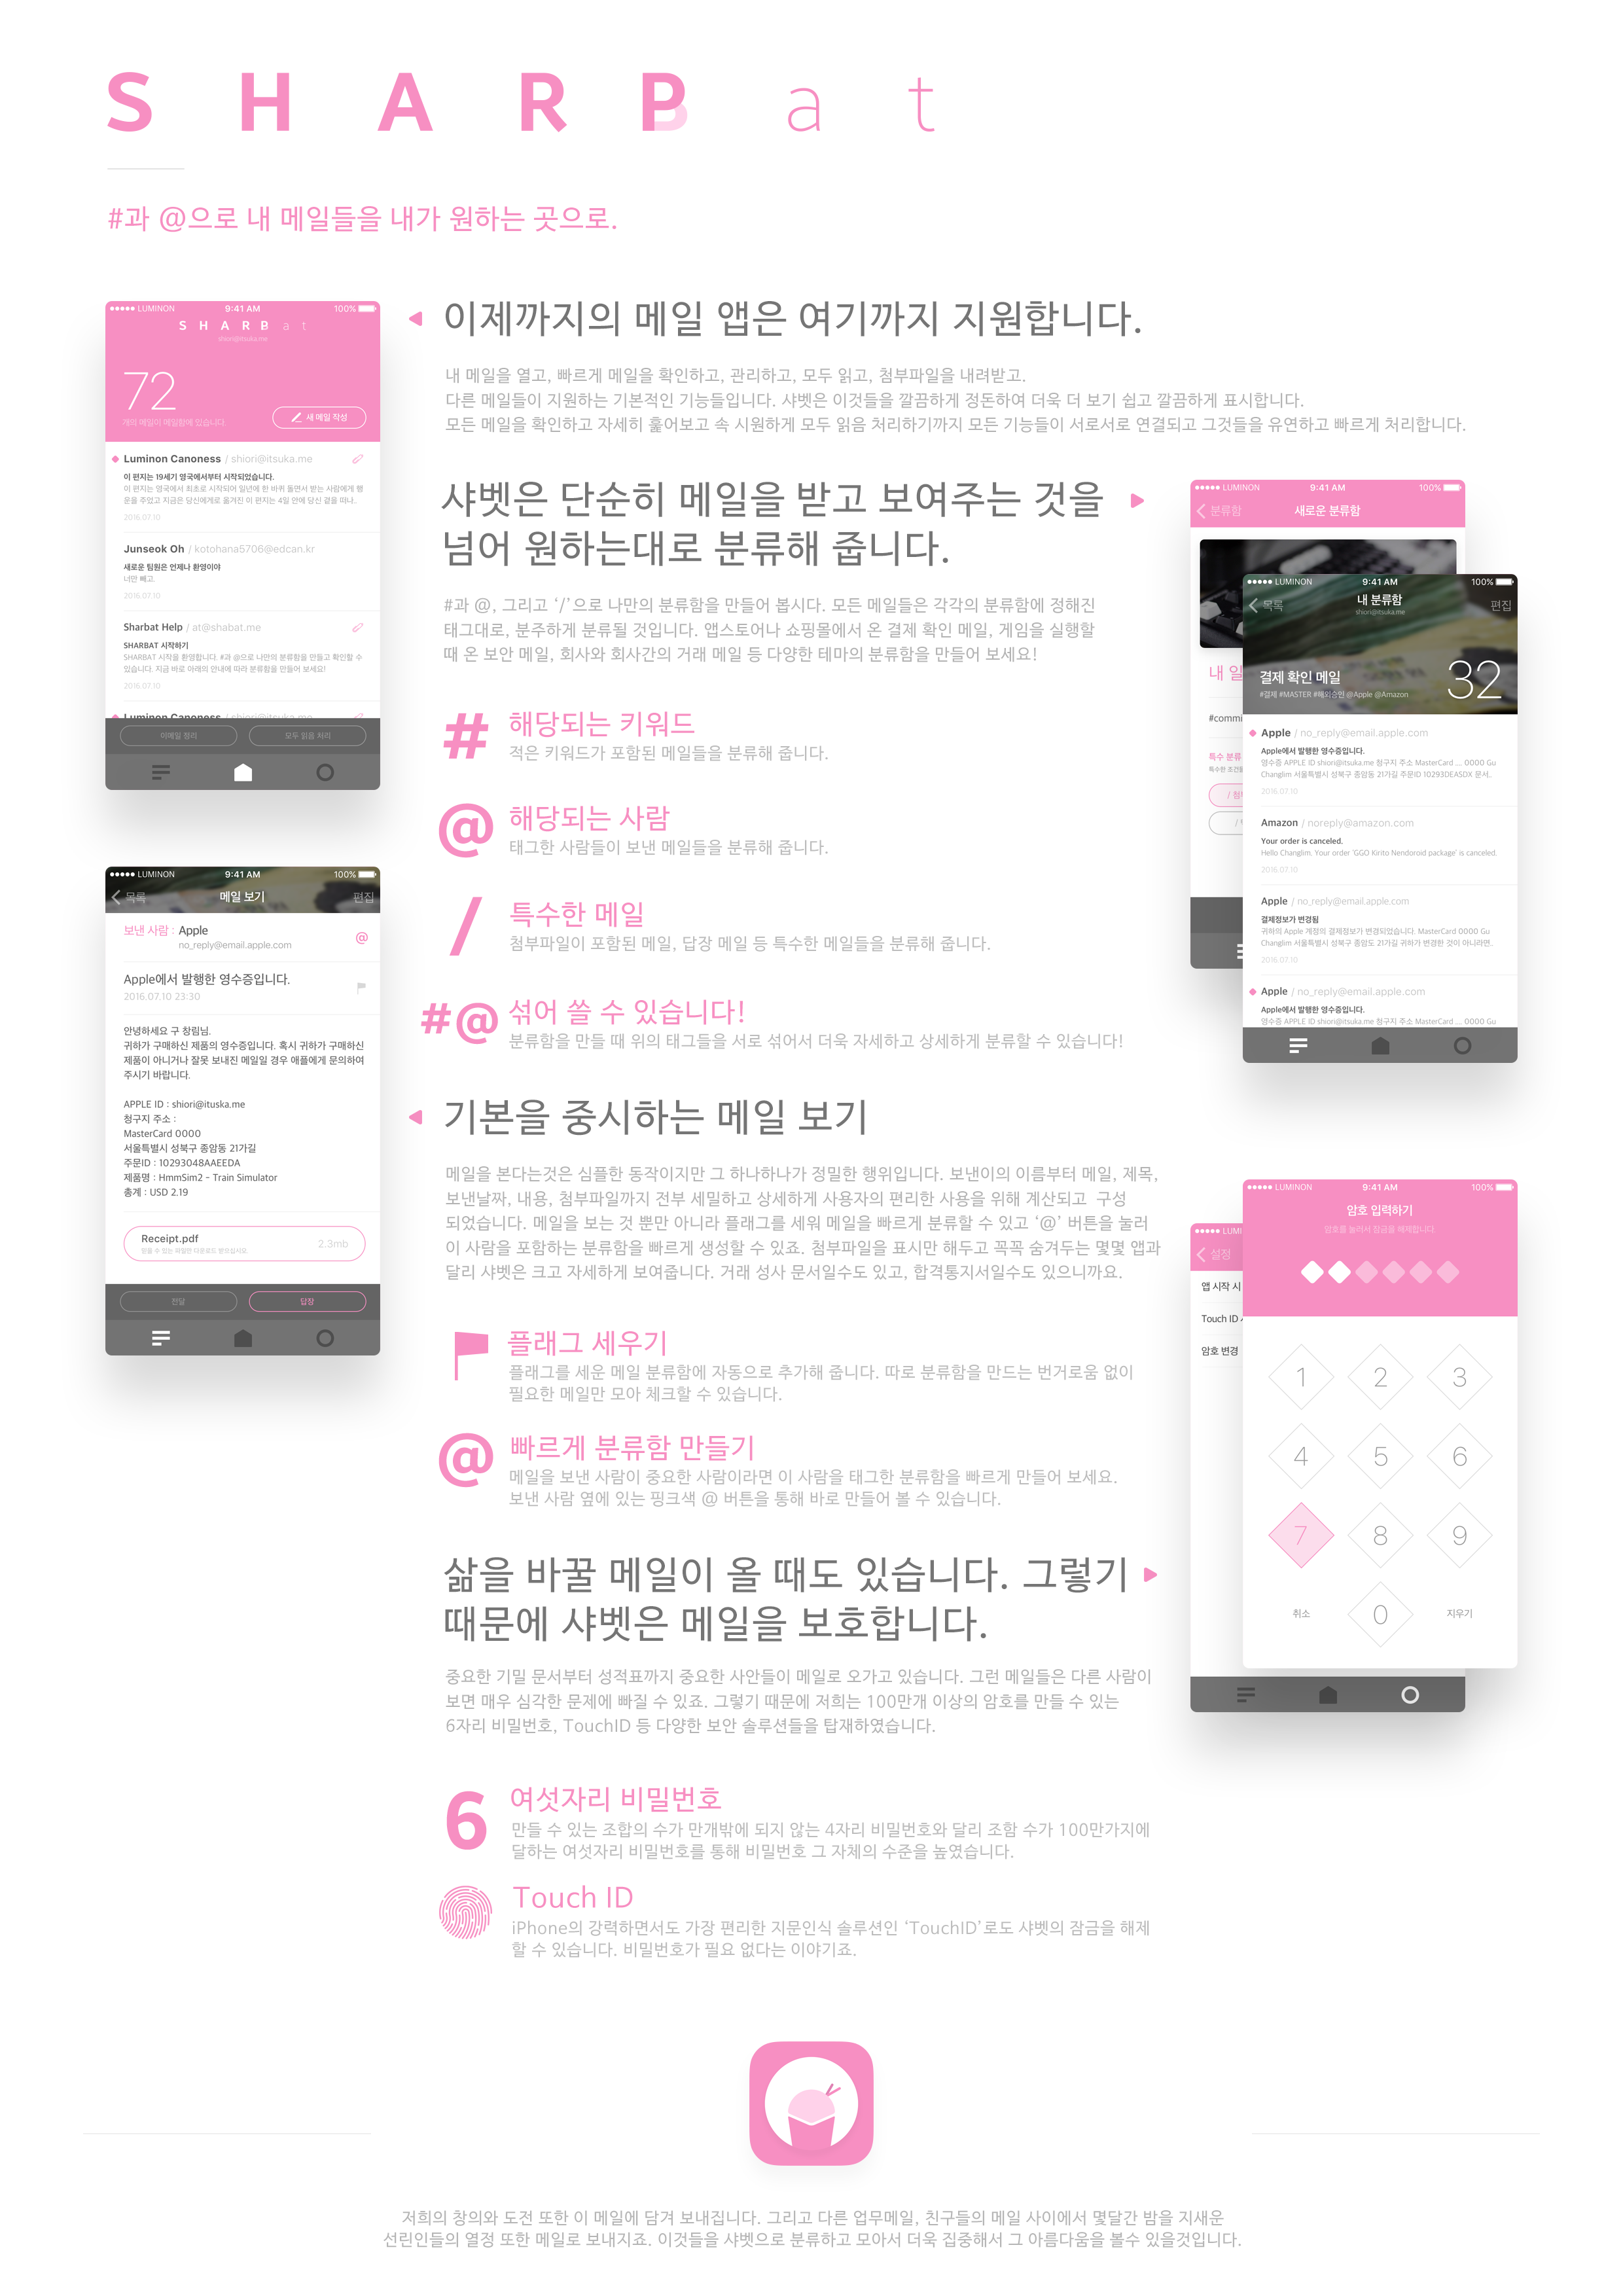 SHARPat
#과 @으로 내 메일들을 내가 원하는 곳으로.
LUMINON 9:41 AM 100%
SHARBat
shiori@itsuka.me
72
개의 메일이 메일함에 있습니다.
새 메일 작성
Luminon Canoness / shiori@itsuka.me
이 편지는 19세기 영국에서부터 시작되었습니다.
이 편지는 영국에서 최초로 시작되어 일년에 한 바퀴 돌면서 받는 사람에게 행
운을 주었고 지금은 당신에게로 옮겨진 이 편지는 4일 안에 당신 곁을 떠나..
2016.07.10
Junseok Oh / kotohana5706@edcan.kr
새로운 팀원은 언제나 환영이야
너만 빼고.
2016.07.10
Sharbat Help / at@shabat.me
SHARBAT 시작하기
SHARBAT 시작을 환영합니다. #과 @으로 나만의 분류함을 만들고 확인할 수
있습니다. 지금 바로 아래의 안내에 따라 분류함을 만들어 보세요!
2016.07.10
Luminon Canoness / shiori@itsuka.me
이메일 정리 모두 읽음 처리
이제까지의 메일 앱은 여기까지 지원합니다.
내 메일을 열고, 빠르게 메일을 확인하고, 관리하고, 모두 읽고, 첨부파일을 내려받고.
다른 메일들이 지원하는 기본적인 기능들입니다. 샤벳은 이것들을 깔끔하게 정돈하여 더욱 더 보기 쉽고 깔끔하게 표시합니다.
모든 메일을 확인하고 자세히 훑어보고 속 시원하게 모두 읽음 처리하기까지 모든 기능들이 서로서로 연결되고 그것들을 유연하고 빠르게 처리합니다.
샤벳은 단순히 메일을 받고 보여주는 것을
넘어 원하는대로 분류해 줍니다.
#과 @, 그리고 ‘/’으로 나만의 분류함을 만들어 봅시다. 모든 메일들은 각각의 분류함에 정해진
태그대로, 분주하게 분류될 것입니다. 앱스토어나 쇼핑몰에서 온 결제 확인 메일, 게임을 실행할
때 온 보안 메일, 회사와 회사간의 거래 메일 등 다양한 테마의 분류함을 만들어 보세요!
# 해당되는 키워드
적은 키워드가 포함된 메일들을 분류해 줍니다.
@ 해당되는 사람
태그한 사람들이 보낸 메일들을 분류해 줍니다.
/ 특수한 메일
첨부파일이 포함된 메일, 답장 메일 등 특수한 메일들을 분류해 줍니다.
#@ 섞어 쓸 수 있습니다!
분류함을 만들 때 위의 태그들을 서로 섞어서 더욱 자세하고 상세하게 분류할 수 있습니다!
LUMINON 9:41 AM 100%
분류함 새로운 분류함
내 일
#commi
특수 분류
특수한 조건을
/ 첨
LUMINON 9:41 AM 100%
목록 내 분류함 편집
shiori@itsuka.me
결제 확인 메일
#결제 #MASTER #해외승인 @Apple @Amazon
32
Apple / no_reply@email.apple.com
Apple에서 발행한 영수증입니다.
영수증 APPLE ID shiori@itsuka.me 청구지 주소 MasterCard .... 0000 Gu
Changlim 서울특별시 성북구 종암동 21가길 주문ID 10293DEASDX 문서..
2016.07.10
Amazon / noreply@amazon.com
Your order is canceled.
Hello Changlim. Your order 'GGO Kirito Nendoroid package' is canceled.
2016.07.10
Apple / no_reply@email.apple.com
결제정보가 변경됨
귀하의 Apple 계정의 결제정보가 변경되었습니다. MasterCard 0000 Gu
Changlim 서울특별시 성북구 종암도 21가길 귀하가 변경한 것이 아니라면.
2016.07.10
Apple / no_reply@email.apple.com
Apple에서 발행한 영수증입니다.
영수증 APPLE ID shiori@itsuka.me 청구지 주소 MasterCard .... 0000 Gu
LUMINON 9:41 AM 100%
목록 메일 보기 편집
보낸 사람 : Apple
no_reply@email.apple.com
@
Apple에서 발행한 영수증입니다.
2016.07.10 23:30
안녕하세요 구 창림님.
귀하가 구매하신 제품의 영수증입니다. 혹시 귀하가 구매하신
제품이 아니거나 잘못 보내진 메일일 경우 애플에게 문의하여
주시기 바랍니다.
APPLE ID : shiori@ituska.me
청구지 주소 :
MasterCard 0000
서울특별시 성북구 종암동 21가길
주문ID : 10293048AAEEDA
제품명 : HmmSim2 - Train Simulator
총계 : USD 2.19
Receipt.pdf
믿을 수 있는 파일만 다운로드 받으십시오.
2.3mb
전달 답장
기본을 중시하는 메일 보기
메일을 본다는것은 심플한 동작이지만 그 하나하나가 정밀한 행위입니다. 보낸이의 이름부터 메일, 제목,
보낸날짜, 내용, 첨부파일까지 전부 세밀하고 상세하게 사용자의 편리한 사용을 위해 계산되고 구성
되었습니다. 메일을 보는 것 뿐만 아니라 플래그를 세워 메일을 빠르게 분류할 수 있고 ‘@’ 버튼을 눌러
이 사람을 포함하는 분류함을 빠르게 생성할 수 있죠. 첨부파일을 표시만 해두고 꼭꼭 숨겨두는 몇몇 앱과
달리 샤벳은 크고 자세하게 보여줍니다. 거래 성사 문서일수도 있고, 합격통지서일수도 있으니까요.
플래그 세우기
플래그를 세운 메일 분류함에 자동으로 추가해 줍니다. 따로 분류함을 만드는 번거로움 없이
필요한 메일만 모아 체크할 수 있습니다.
@ 빠르게 분류함 만들기
메일을 보낸 사람이 중요한 사람이라면 이 사람을 태그한 분류함을 빠르게 만들어 보세요.
보낸 사람 옆에 있는 핑크색 @ 버튼을 통해 바로 만들어 볼 수 있습니다.
삶을 바꿀 메일이 올 때도 있습니다. 그렇기
때문에 샤벳은 메일을 보호합니다.
중요한 기밀 문서부터 성적표까지 중요한 사안들이 메일로 오가고 있습니다. 그런 메일들은 다른 사람이
보면 매우 심각한 문제에 빠질 수 있죠. 그렇기 때문에 저희는 100만개 이상의 암호를 만들 수 있는
6자리 비밀번호, TouchID 등 다양한 보안 솔루션들을 탑재하였습니다.
LUMI
설정
앱 시작 시
Touch ID
암호 변경
LUMINON 9:41 AM 100%
암호 입력하기
암호를 눌러서 잠금을 해제합니다.
1 2 3
4 5 6
7 8 9
취소 0 지우기
6 여섯자리 비밀번호
만들 수 있는 조합의 수가 만개밖에 되지 않는 4자리 비밀번호와 달리 조함 수가 100만가지에
달하는 여섯자리 비밀번호를 통해 비밀번호 그 자체의 수준을 높였습니다.
Touch ID
iPhone의 강력하면서도 가장 편리한 지문인식 솔루션인 ‘TouchID’로도 샤벳의 잠금을 해제
할 수 있습니다. 비밀번호가 필요 없다는 이야기죠.
저희의 창의와 도전 또한 이 메일에 담겨 보내집니다. 그리고 다른 업무메일, 친구들의 메일 사이에서 몇달간 밤을 지새운
선린인들의 열정 또한 메일로 보내지죠. 이것들을 샤벳으로 분류하고 모아서 더욱 집중해서 그 아름다움을 볼수 있을것입니다.